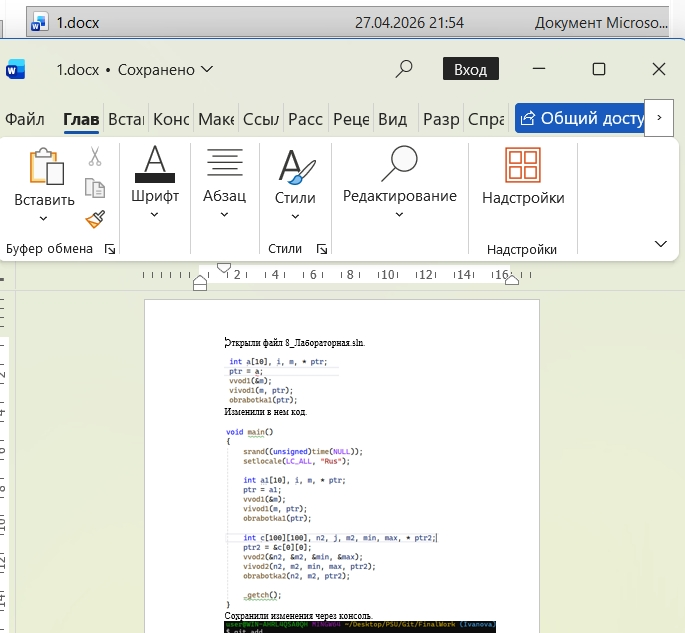 1.docx 27.04.2026 21:54 Документ Microso...
1.docx • Сохранено Вход
Файл Глав Вста Конс Маке Ссыл Расс Реце Вид Разр Спра Общий досту
Вставить Шрифт Абзац Стили Редактирование Надстройки
Буфер обмена Стили Надстройки
2 4 6 8 10 12 14 16
Открыли файл 8_Лабораторная.sln.
int a[10], i, m, * ptr;
ptr = a;
vvod1(&m);
vivod1(m, ptr);
obrabotka1(ptr);
Изменили в нем код.
void main()
{
srand((unsigned)time(NULL));
setlocale(LC_ALL, "Rus");
int a1[10], i, m, * ptr;
ptr = a1;
vvod1(&m);
vivod1(m, ptr);
obrabotka1(ptr);
int c[100][100], n2, j, m2, min, max, * ptr2;
ptr2 = &c[0][0];
vvod2(&n2, &m2, &min, &max);
vivod2(n2, m2, min, max, ptr2);
obrabotka2(n2, m2, ptr2);
_getch();
}
Сохранили изменения через консоль.
~/Desktop/PSU/Git/FinalWork (Ivanova)
$ git add